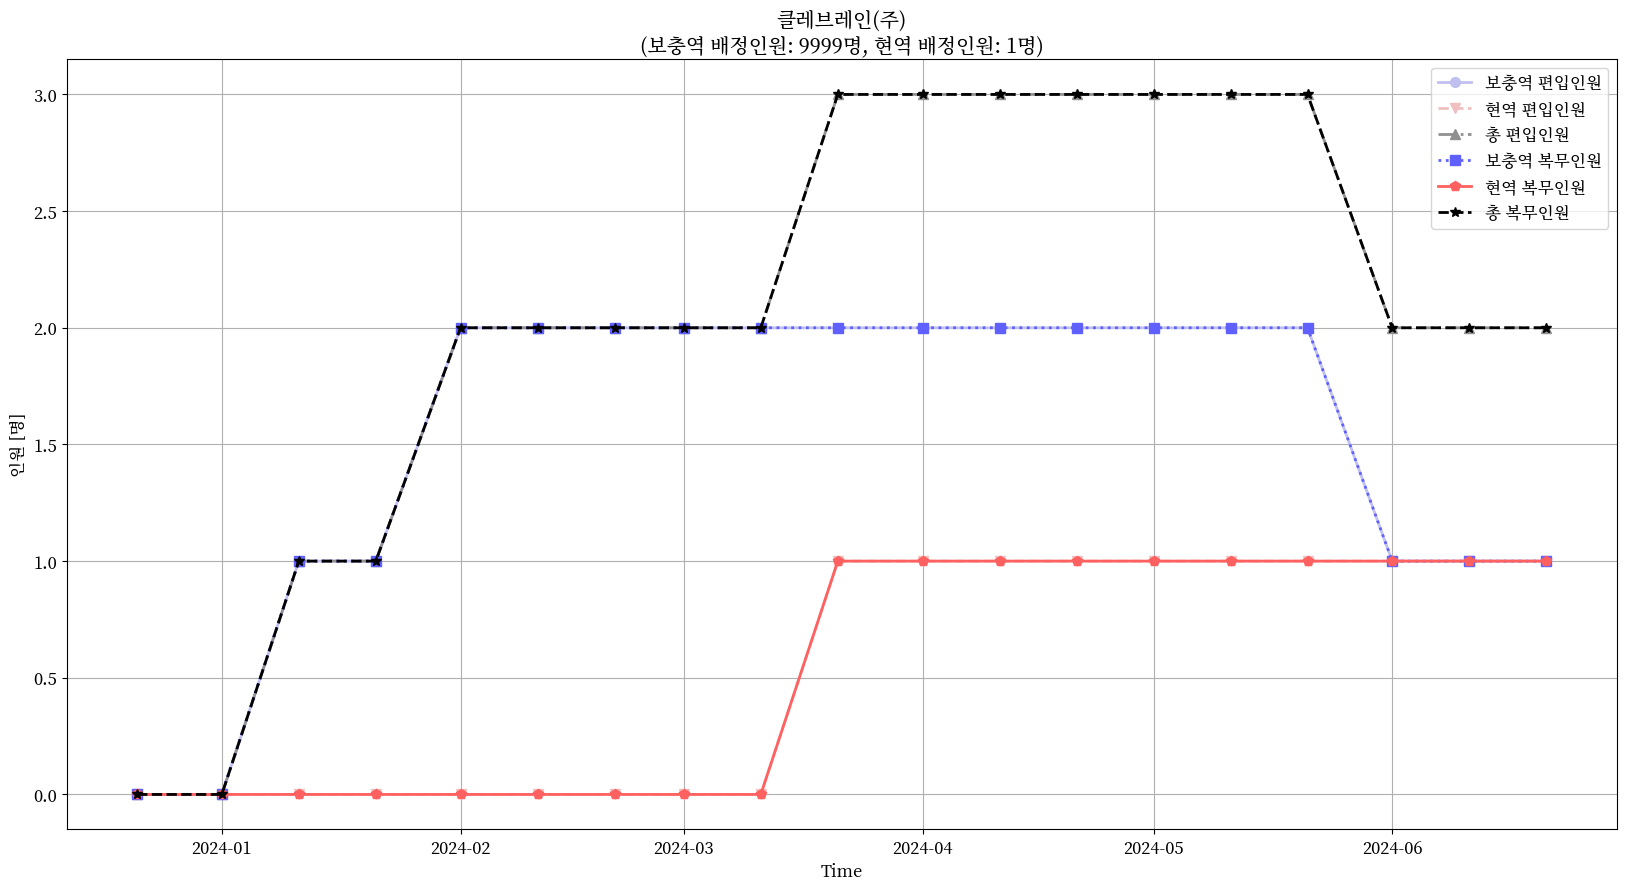 클레브레인(주)
(보충역 배정인원: 9999명, 현역 배정인원: 1명)
보충역 편입인원
현역 편입인원
총 편입인원
보충역 복무인원
현역 복무인원
총 복무인원
인원 [명]
3.0
2.5
2.0
1.5
1.0
0.5
0.0
2024-01
2024-02
2024-03
2024-04
2024-05
2024-06
Time